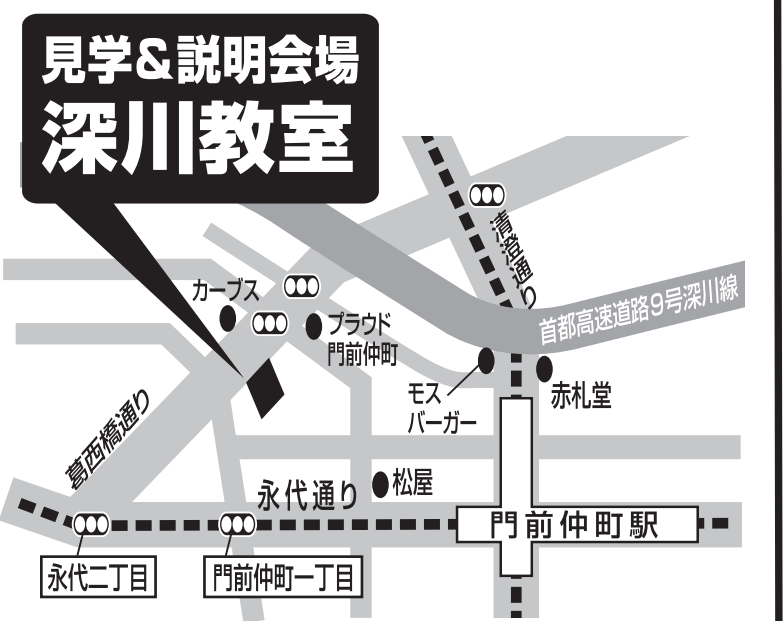 見学&説明会場
深川教室
清澄通り
首都高速道路9号深川線
カーブス
プラウド
門前仲町
モス
バーガー
赤札堂
葛西橋通り
永代通り
松屋
門前仲町駅
永代二丁目
門前仲町一丁目